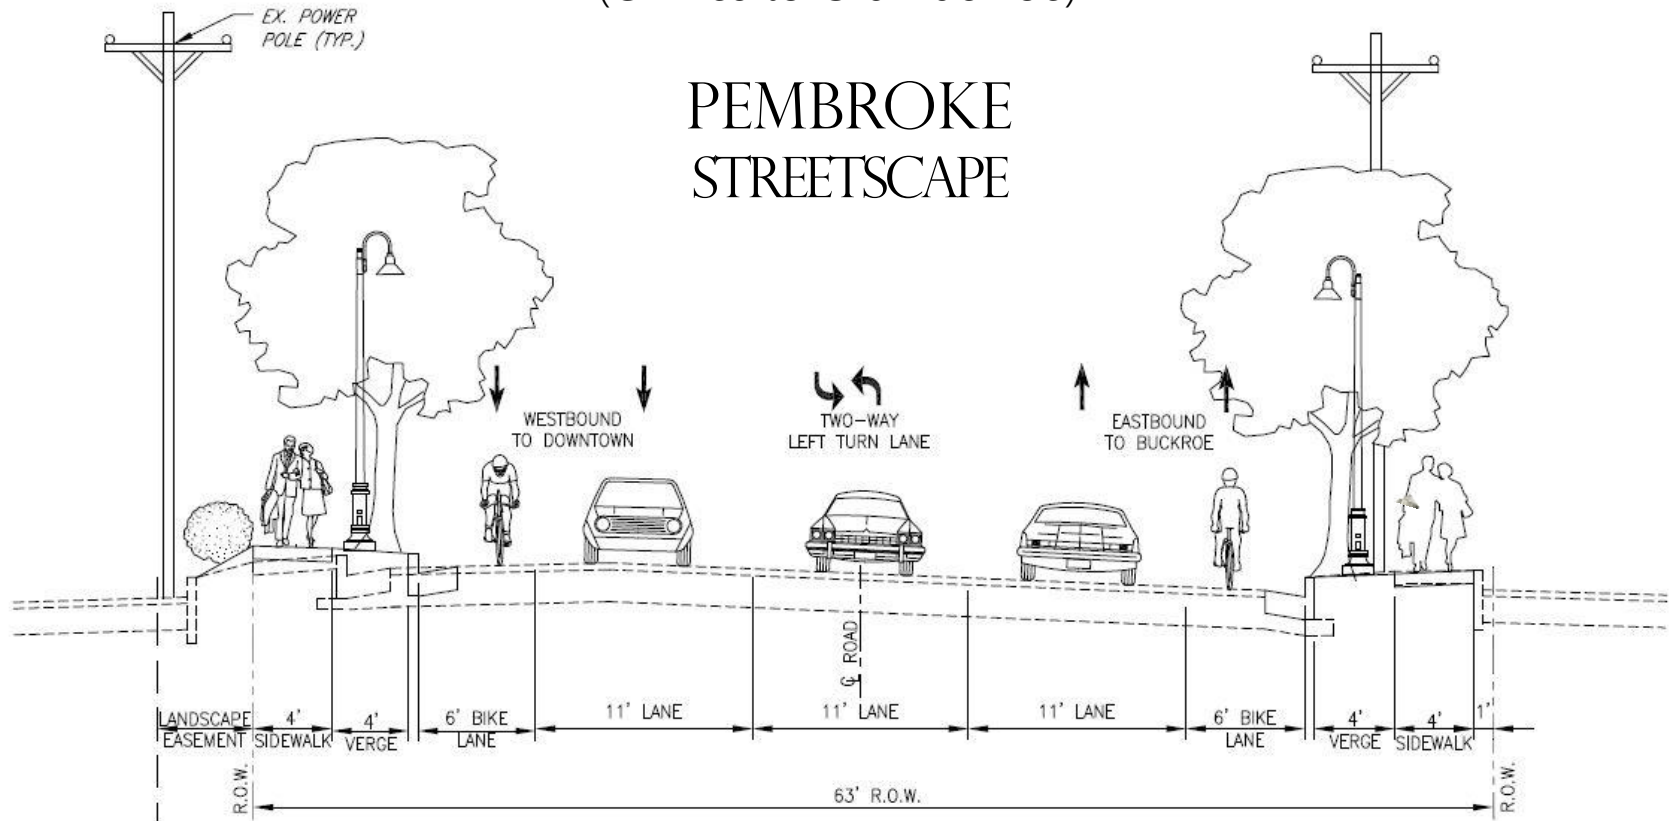 EX. POWER
POLE (TYP.)
PEMBROKE
STREETSCAPE
WESTBOUND
TO DOWNTOWN
TWO-WAY
LEFT TURN LANE
EASTBOUND
TO BUCKROE
℄ ROAD
LANDSCAPE
EASEMENT
4'
SIDEWALK
4'
VERGE
6' BIKE
LANE
11' LANE
11' LANE
11' LANE
6' BIKE
LANE
4'
VERGE
4'
SIDEWALK
1'
R.O.W.
63' R.O.W.
R.O.W.